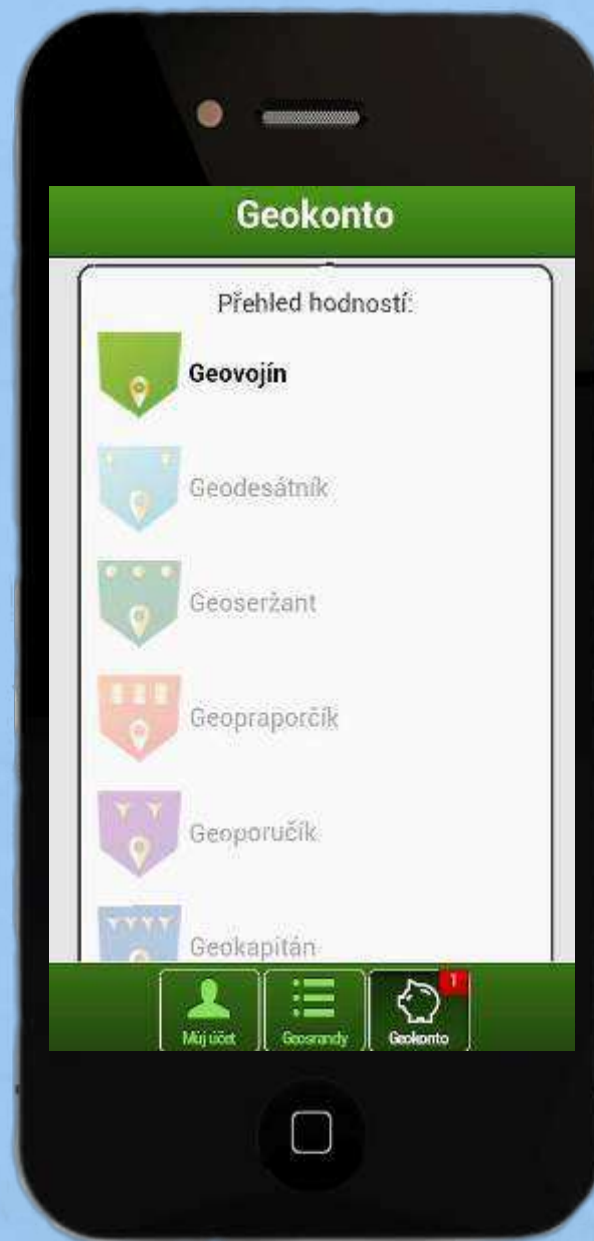 Geokonto
Přehled hodností:
Geovojín
Geodesátník
Geoseržant
Geopraporčík
Geoporučík
Geokapitán
1
Můj účet
Geosrandy
Geokonto